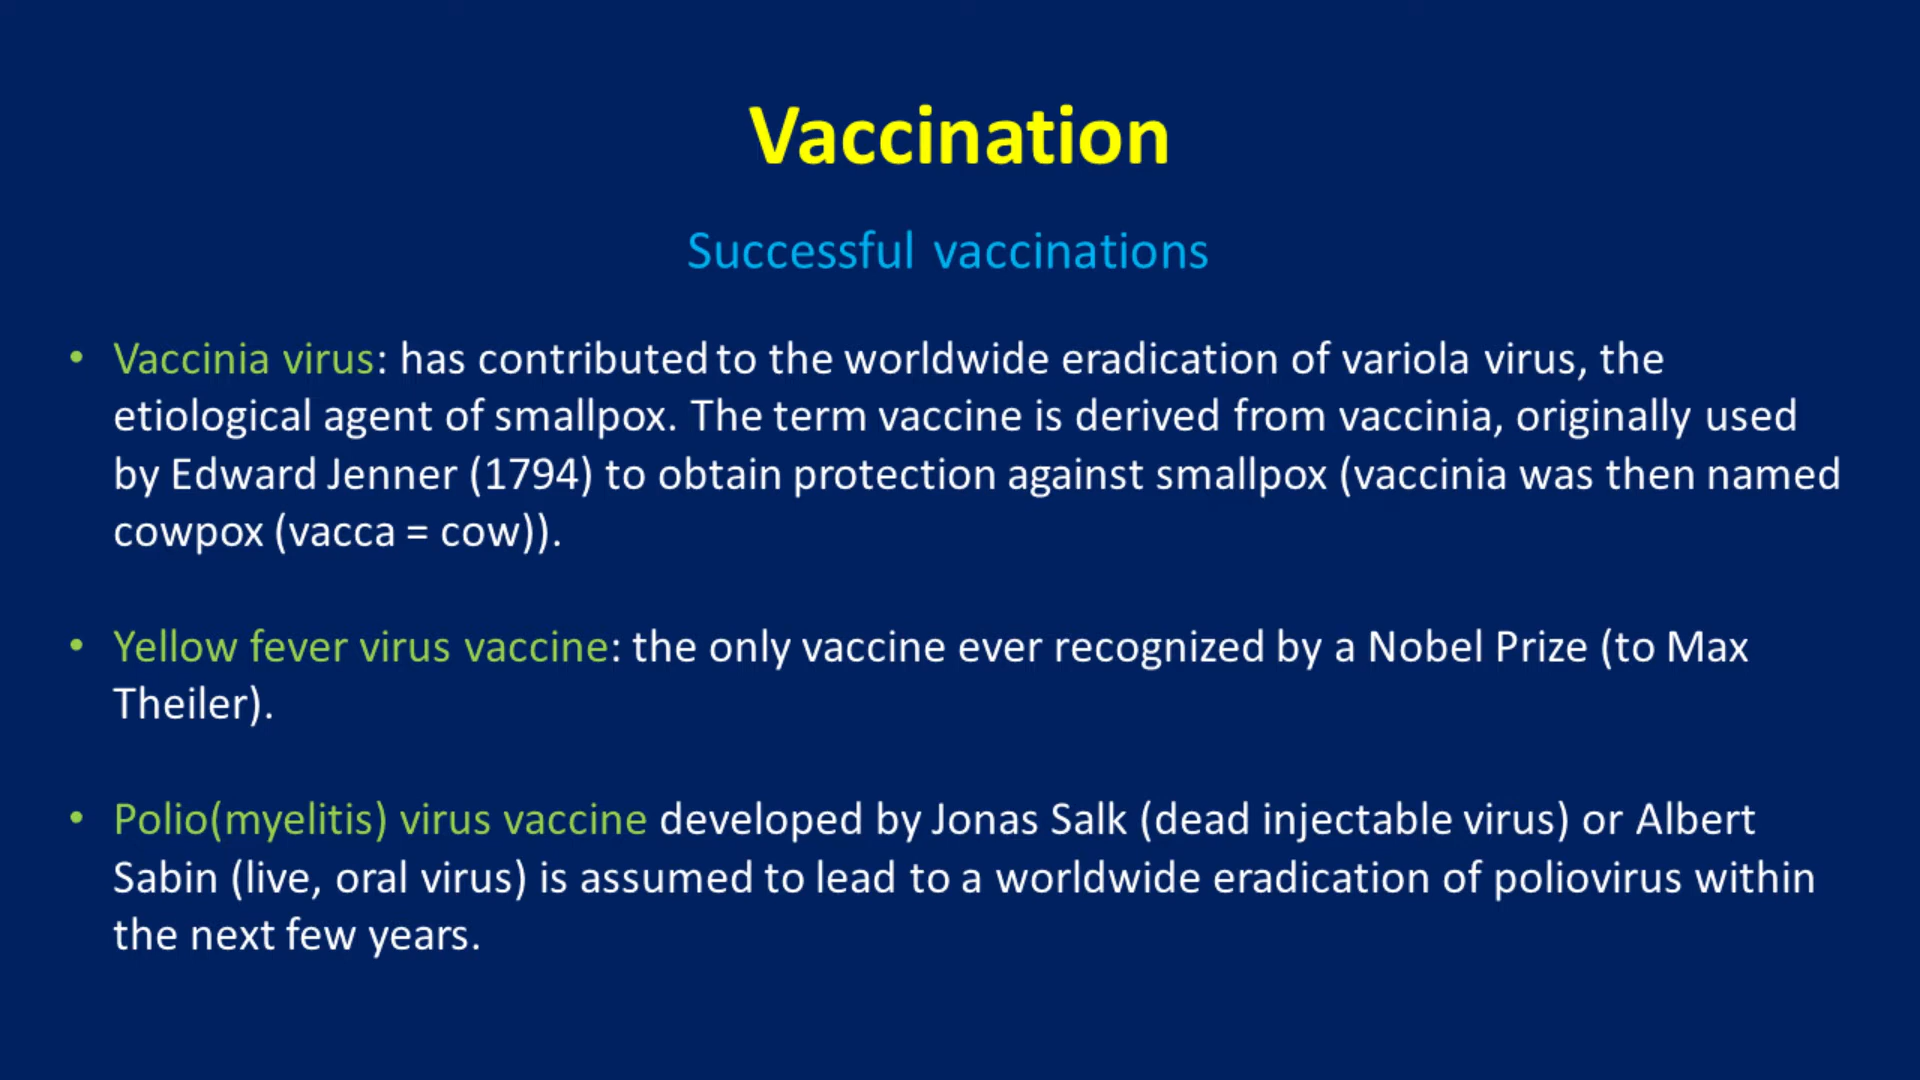 Vaccination
Successful vaccinations
• Vaccinia virus: has contributed to the worldwide eradication of variola virus, the
etiological agent of smallpox. The term vaccine is derived from vaccinia, originally used
by Edward Jenner (1794) to obtain protection against smallpox (vaccinia was then named
cowpox (vacca = cow)).
• Yellow fever virus vaccine: the only vaccine ever recognized by a Nobel Prize (to Max
Theiler).
• Polio(myelitis) virus vaccine developed by Jonas Salk (dead injectable virus) or Albert
Sabin (live, oral virus) is assumed to lead to a worldwide eradication of poliovirus within
the next few years.